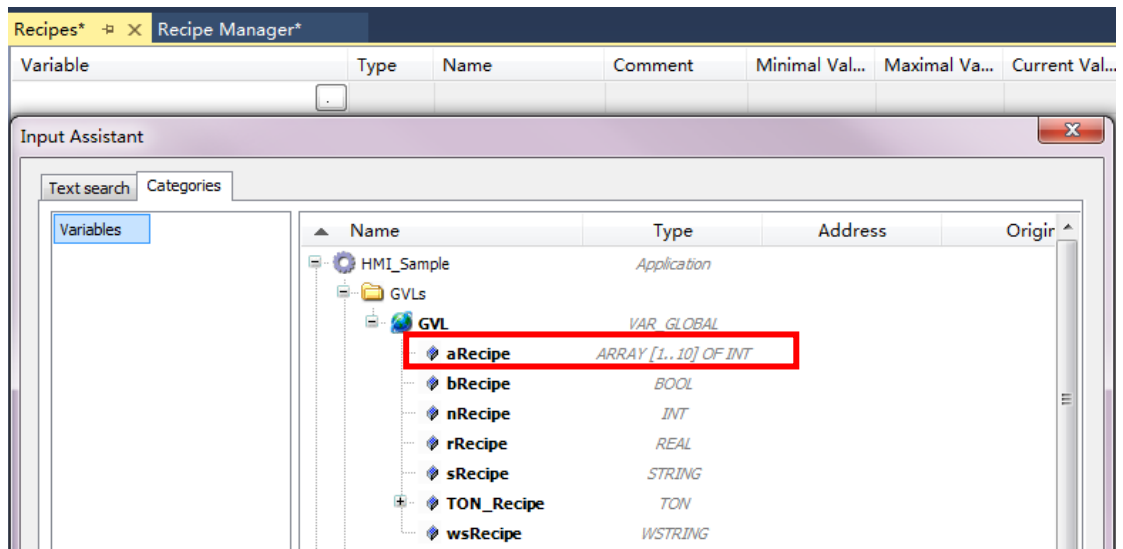 Recipes* Recipe Manager*
Variable Type Name Comment Minimal Val... Maximal Va... Current Val...
.
Input Assistant
Text search Categories
Variables
Name Type Address Origin
HMI_Sample Application
GVLs
GVL VAR_GLOBAL
aRecipe ARRAY [1..10] OF INT
bRecipe BOOL
nRecipe INT
rRecipe REAL
sRecipe STRING
TON_Recipe TON
wsRecipe WSTRING